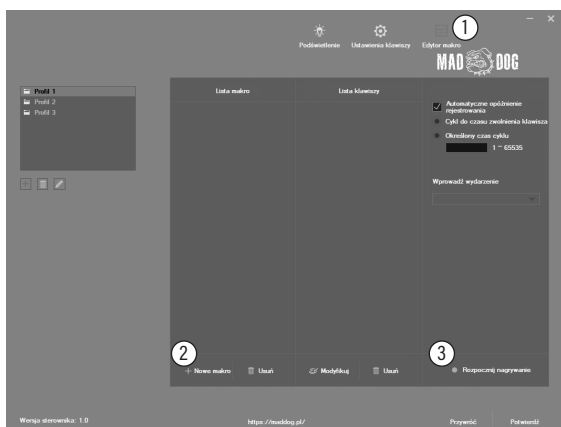 1
Podświetlenie
Ustawienia klawiszy
Edytor makro
MAD DOG
Profil 1
Profil 2
Profil 3
Lista makro
Lista klawiszy
Automatyczne opóźnienie
rejestrowania
Cykl do czasu zwolnienia klawisza
Określony czas cyklu
1 ~ 65535
Wprowadź wydarzenie
2
3
Nowe makro
Usuń
Modyfikuj
Usuń
Rozpocznij nagrywanie
Wersja sterownika: 1.0
https://maddog.pl/
Przywróć
Potwierdź